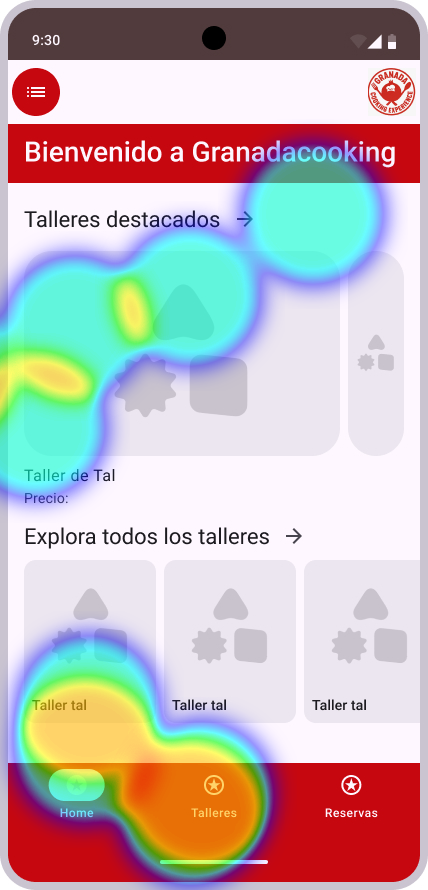 9:30
GRANADA
COOKING EXPERIENCE
Bienvenido a Granadacooking
Talleres destacados
Taller de Tal
Precio:
Explora todos los talleres
Taller tal
Taller tal
Taller tal
Home
Talleres
Reservas